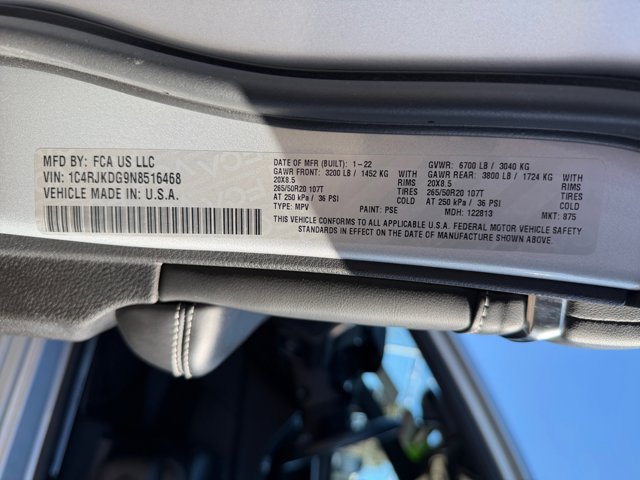 MFD BY: FCA US LLC
VIN: 1C4RJKDG9N8516468
VEHICLE MADE IN: U.S.A.
DATE OF MFR (BUILT): 1-22 GVWR: 6700 LB / 3040 KG
GAWR FRONT: 3200 LB / 1452 KG WITH GAWR REAR: 3800 LB / 1724 KG WITH
20X8.5 RIMS 20X8.5 RIMS
265/50R20 107T TIRES 265/50R20 107T TIRES
AT 250 kPa / 36 PSI COLD AT 250 kPa / 36 PSI COLD
TYPE: MPV PAINT: PSE MDH: 122813 MKT: 875
THIS VEHICLE CONFORMS TO ALL APPLICABLE U.S.A. FEDERAL MOTOR VEHICLE SAFETY
STANDARDS IN EFFECT ON THE DATE OF MANUFACTURE SHOWN ABOVE.